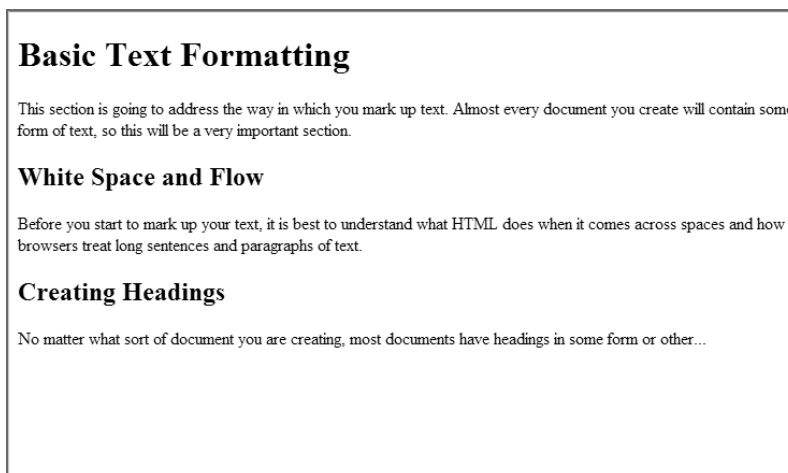 Basic Text Formatting
This section is going to address the way in which you mark up text. Almost every document you create will contain some
form of text, so this will be a very important section.
White Space and Flow
Before you start to mark up your text, it is best to understand what HTML does when it comes across spaces and how
browsers treat long sentences and paragraphs of text.
Creating Headings
No matter what sort of document you are creating, most documents have headings in some form or other...